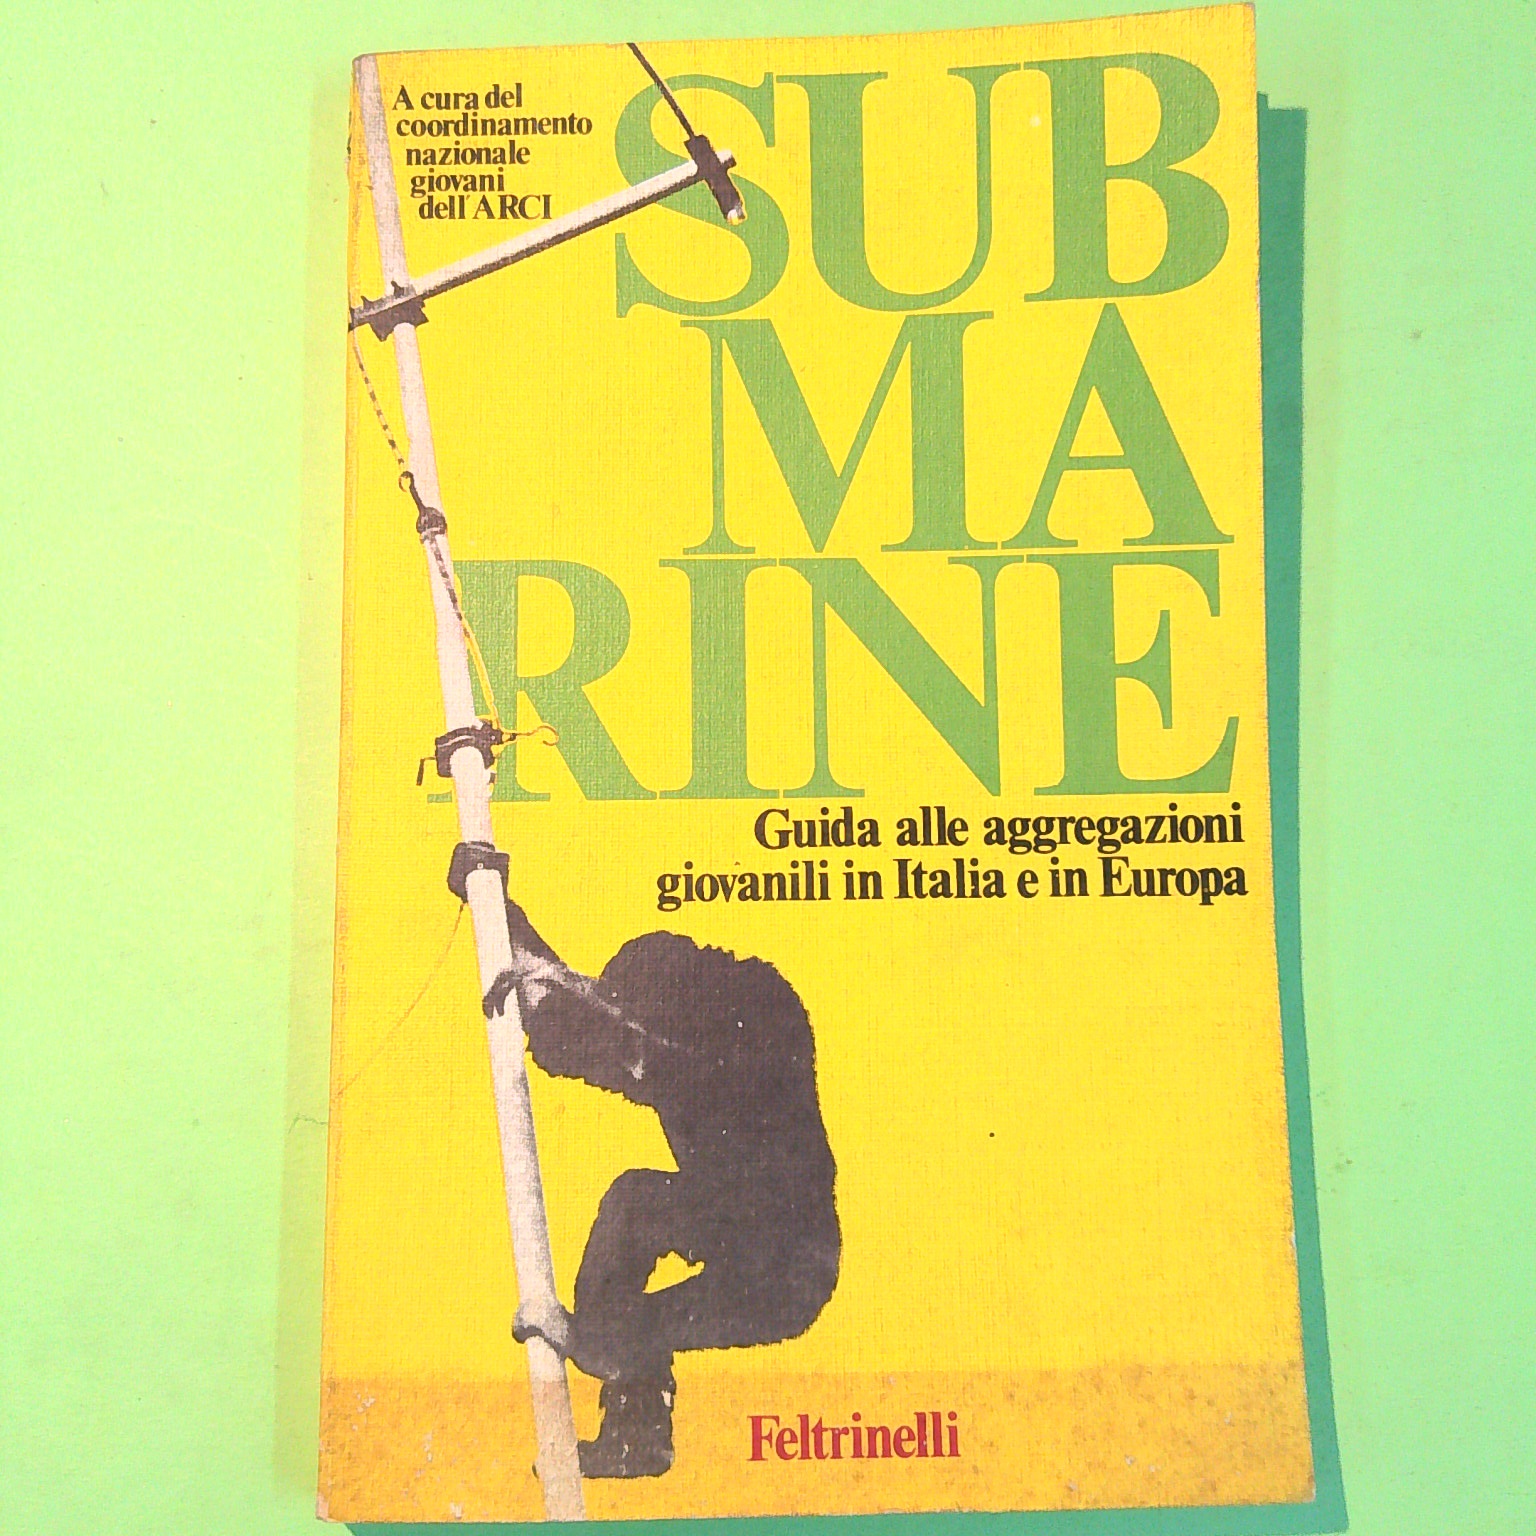 A cura del
coordinamento
nazionale
giovani
dell'ARCI
SUB
MA
RINE
Guida alle aggregazioni
giovanili in Italia e in Europa
Feltrinelli